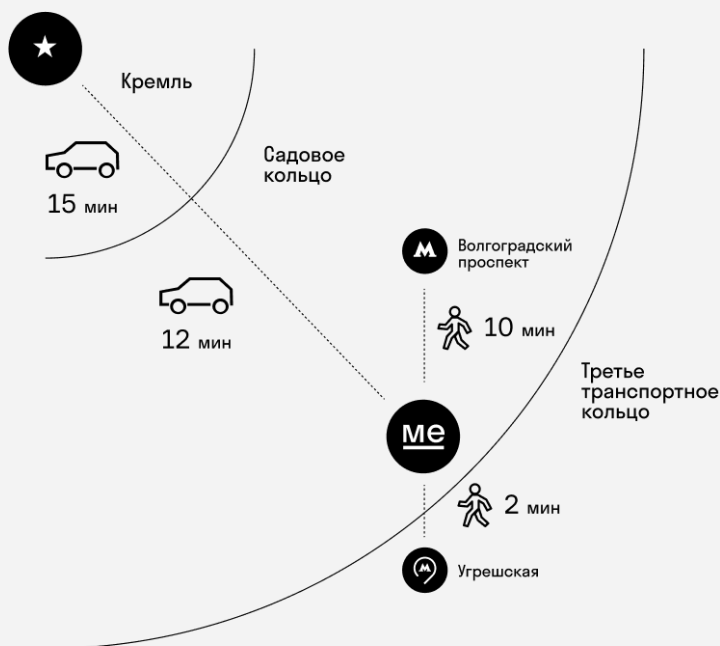 Кремль
Садовое
кольцо
15 мин
М
Волгоградский
проспект
12 мин
10 мин
Третье
транспортное
кольцо
ме
2 мин
М
Угрешская